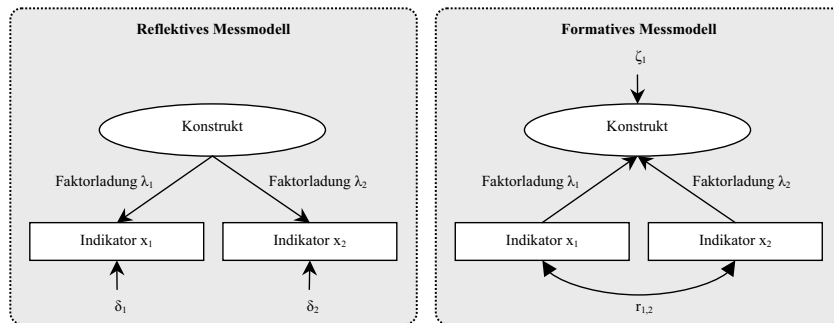 Reflektives Messmodell
Konstrukt
Faktorladung λ₁
Faktorladung λ₂
Indikator x₁
Indikator x₂
δ₁
δ₂
Formatives Messmodell
ζ₁
Konstrukt
Faktorladung λ₁
Faktorladung λ₂
Indikator x₁
Indikator x₂
r₁,₂